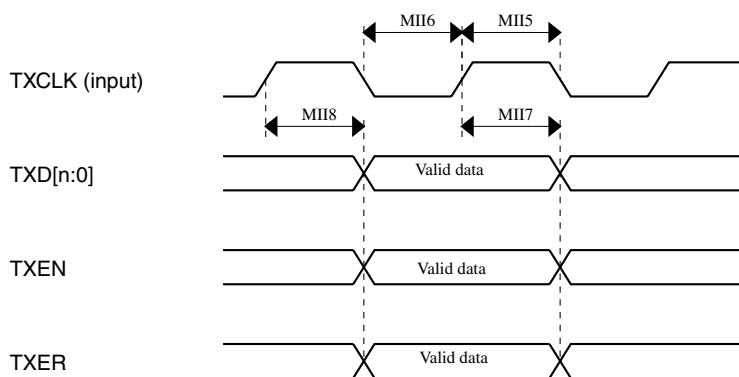 MII6
MII5
TXCLK (input)
MII8
MII7
TXD[n:0]
Valid data
TXEN
Valid data
TXER
Valid data